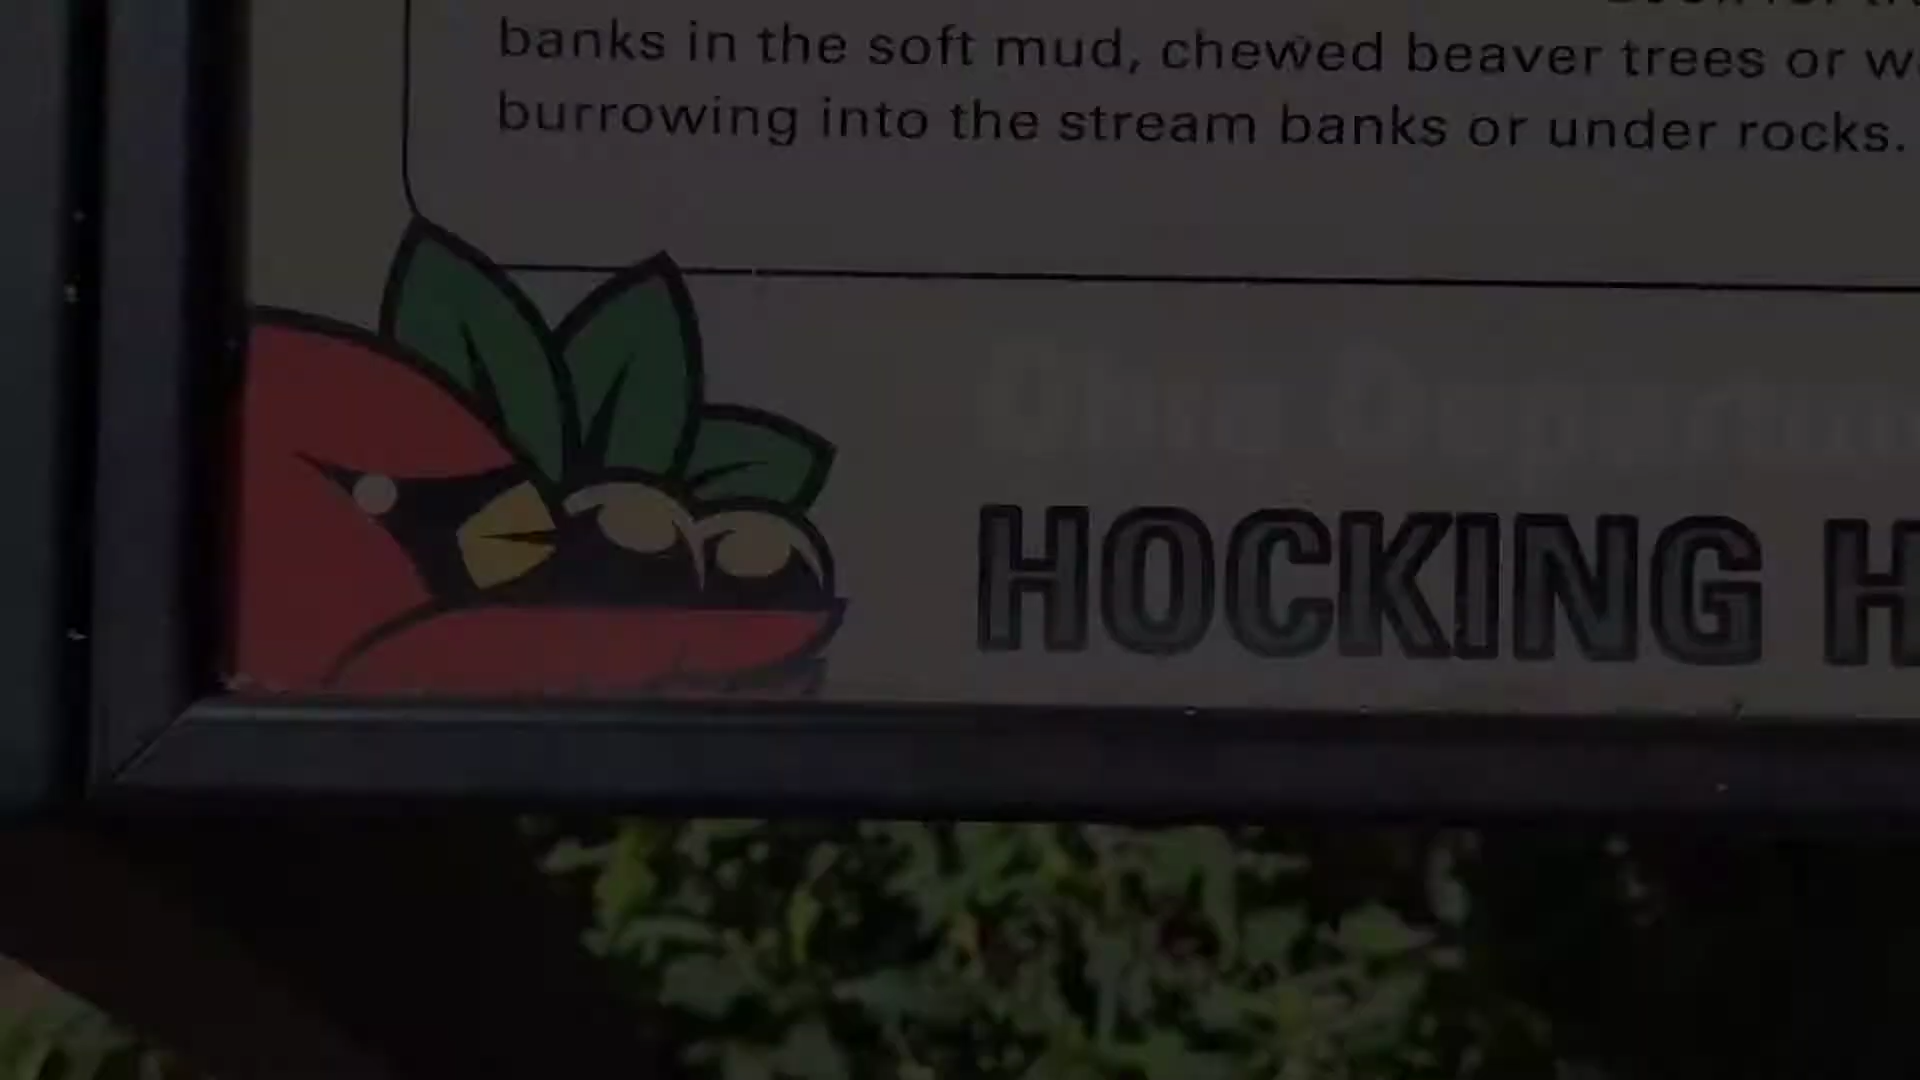 banks in the soft mud, chewed beaver trees or
burrowing into the stream banks or under rocks.
HOCKING